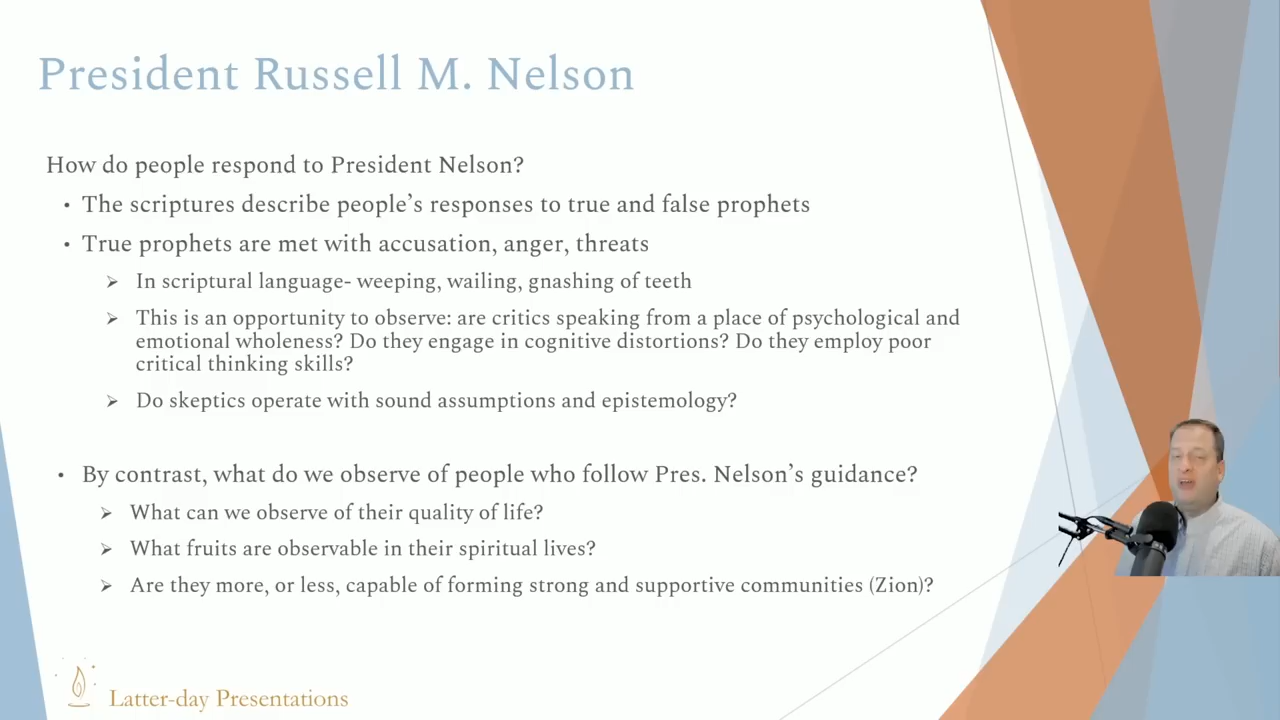 President Russell M. Nelson
How do people respond to President Nelson?
• The scriptures describe people’s responses to true and false prophets
• True prophets are met with accusation, anger, threats
➢ In scriptural language- weeping, wailing, gnashing of teeth
➢ This is an opportunity to observe: are critics speaking from a place of psychological and
emotional wholeness? Do they engage in cognitive distortions? Do they employ poor
critical thinking skills?
➢ Do skeptics operate with sound assumptions and epistemology?
• By contrast, what do we observe of people who follow Pres. Nelson’s guidance?
➢ What can we observe of their quality of life?
➢ What fruits are observable in their spiritual lives?
➢ Are they more, or less, capable of forming strong and supportive communities (Zion)?
Latter-day Presentations